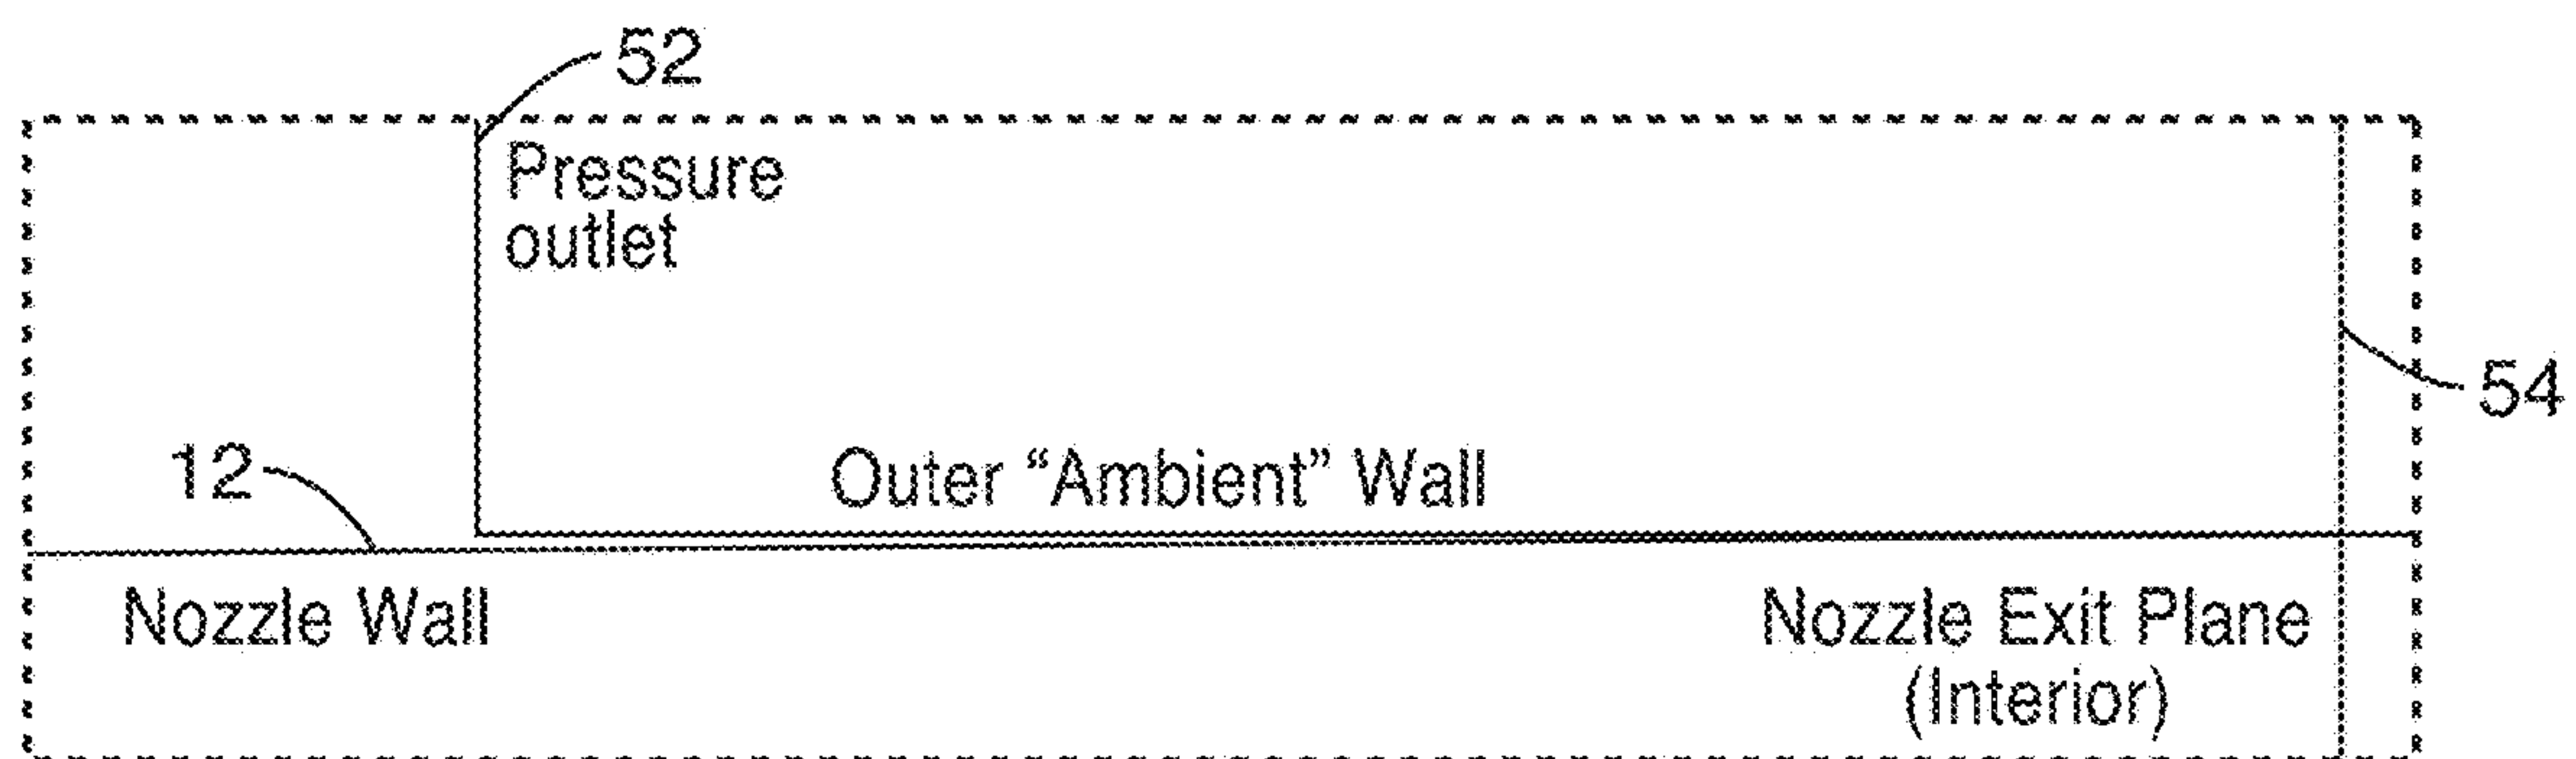 52
Pressure
outlet
54
12
Outer “Ambient” Wall
Nozzle Wall
Nozzle Exit Plane
(Interior)